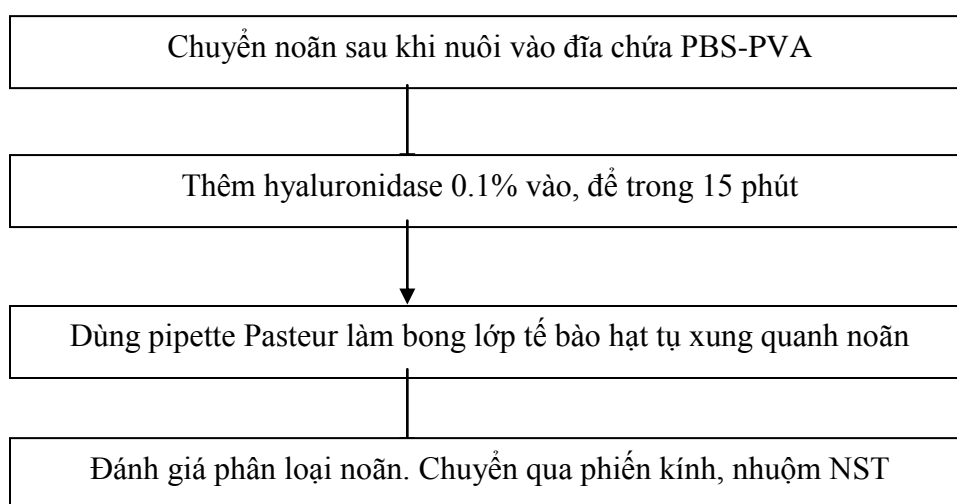 Chuyển noãn sau khi nuôi vào đĩa chứa PBS-PVA
Thêm hyaluronidase 0.1% vào, để trong 15 phút
Dùng pipette Pasteur làm bong lớp tế bào hạt tụ xung quanh noãn
Đánh giá phân loại noãn. Chuyển qua phiến kính, nhuộm NST